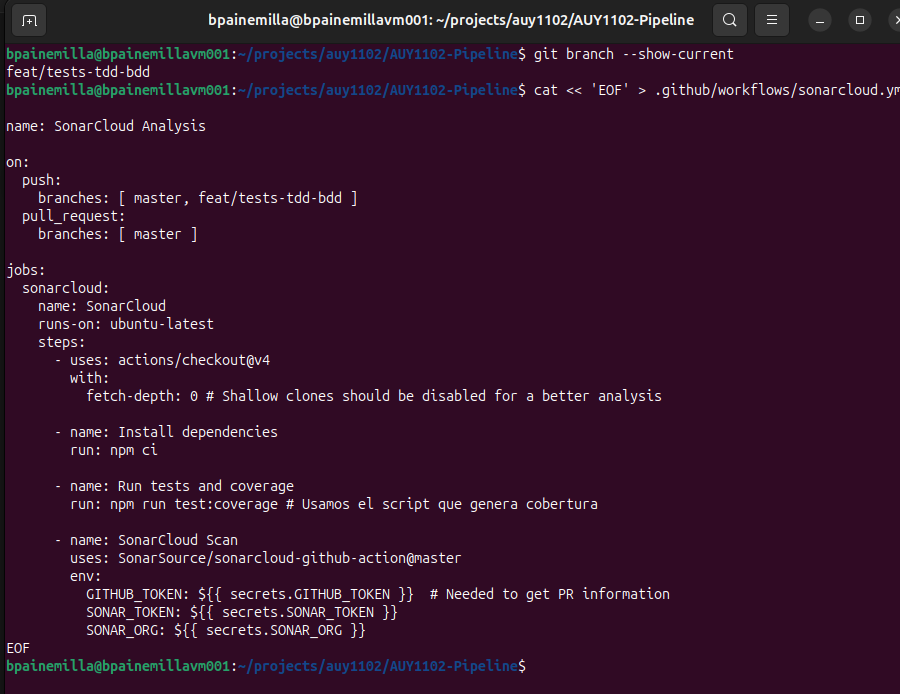 bpainemilla@bpainemillavm001: ~/projects/auy1102/AUY1102-Pipeline
bpainemilla@bpainemillavm001:~/projects/auy1102/AUY1102-Pipeline$ git branch --show-current
feat/tests-tdd-bdd
bpainemilla@bpainemillavm001:~/projects/auy1102/AUY1102-Pipeline$ cat << 'EOF' > .github/workflows/sonarcloud.ym
name: SonarCloud Analysis
on:
  push:
    branches: [ master, feat/tests-tdd-bdd ]
  pull_request:
    branches: [ master ]
jobs:
  sonarcloud:
    name: SonarCloud
    runs-on: ubuntu-latest
    steps:
      - uses: actions/checkout@v4
        with:
          fetch-depth: 0 # Shallow clones should be disabled for a better analysis
      - name: Install dependencies
        run: npm ci
      - name: Run tests and coverage
        run: npm run test:coverage # Usamos el script que genera cobertura
      - name: SonarCloud Scan
        uses: SonarSource/sonarcloud-github-action@master
        env:
          GITHUB_TOKEN: ${{ secrets.GITHUB_TOKEN }}  # Needed to get PR information
          SONAR_TOKEN: ${{ secrets.SONAR_TOKEN }}
          SONAR_ORG: ${{ secrets.SONAR_ORG }}
EOF
bpainemilla@bpainemillavm001:~/projects/auy1102/AUY1102-Pipeline$